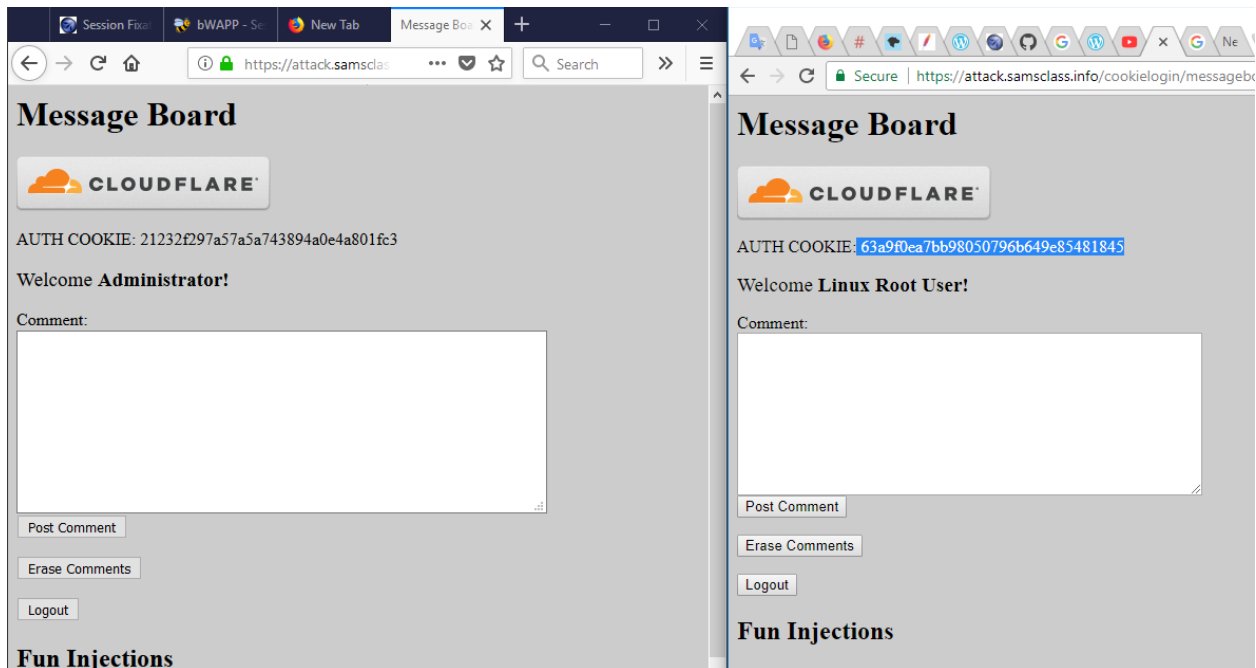 Session Fixat
bWAPP - Se
New Tab
Message Boa
https://attack.samsclas
Search
Message Board
CLOUDFLARE
AUTH COOKIE: 21232f297a57a5a743894a0e4a801fc3
Welcome Administrator!
Comment:
Post Comment
Erase Comments
Logout
Fun Injections
Ne
Secure | https://attack.samsclass.info/cookielogin/messagebo
Message Board
CLOUDFLARE
AUTH COOKIE: 63a9f0ea7bb98050796b649e85481845
Welcome Linux Root User!
Comment:
Post Comment
Erase Comments
Logout
Fun Injections